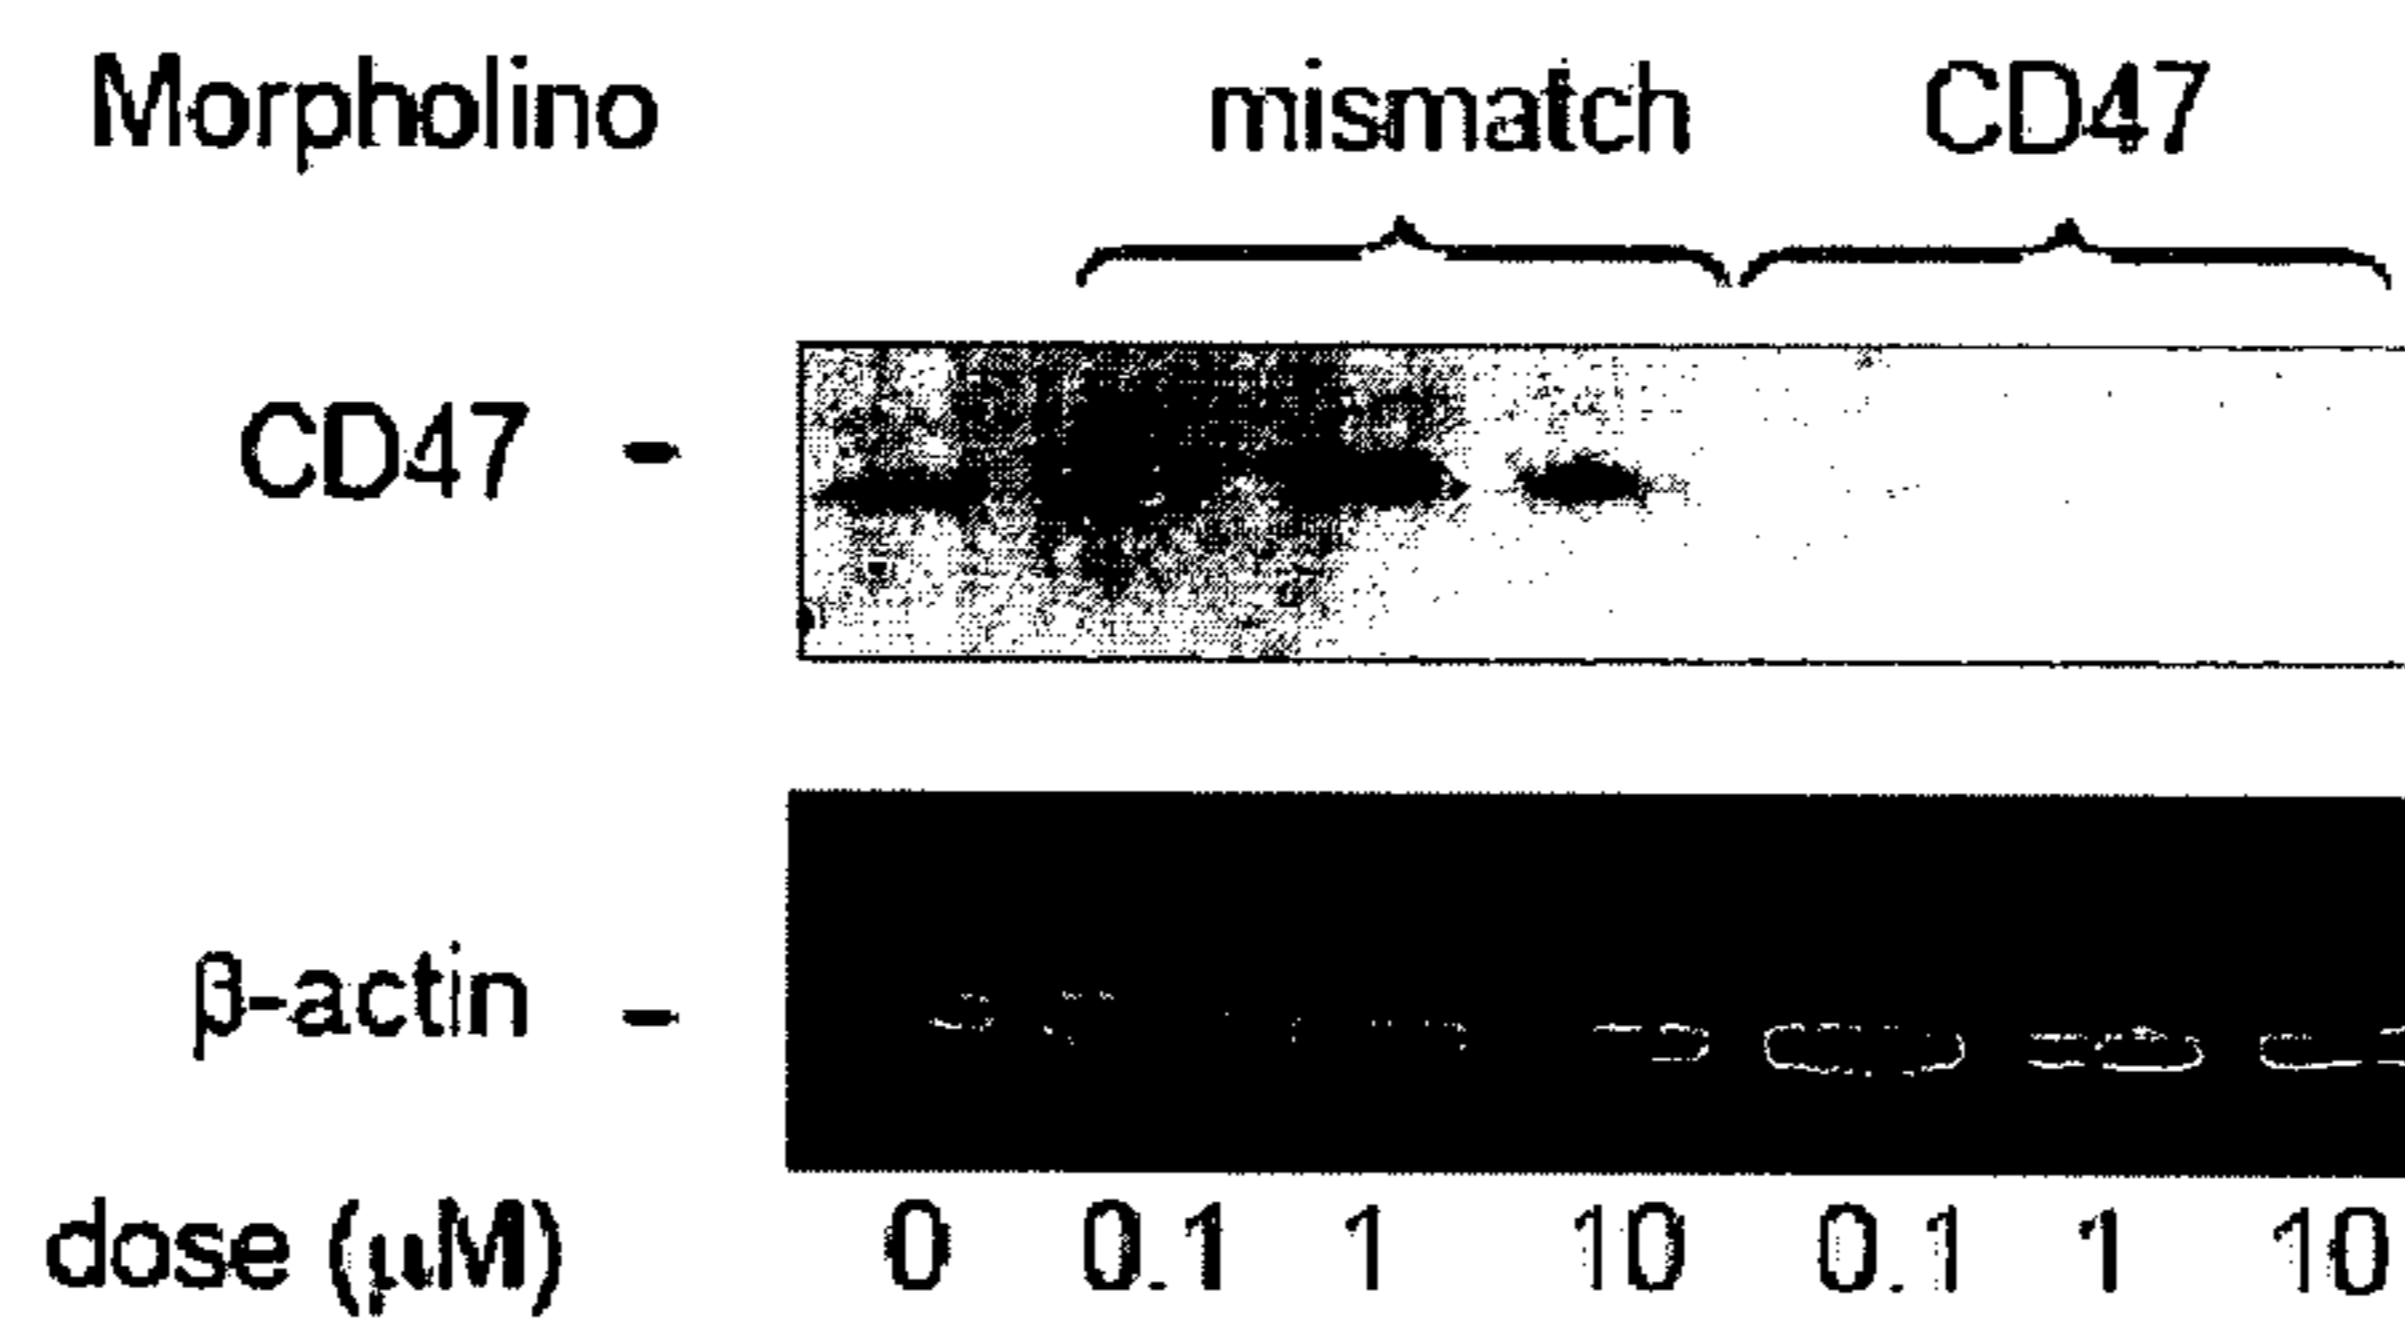 Morpholino mismatch CD47
CD47 -
β-actin -
dose (μM) 0 0.1 1 10 0.1 1 10